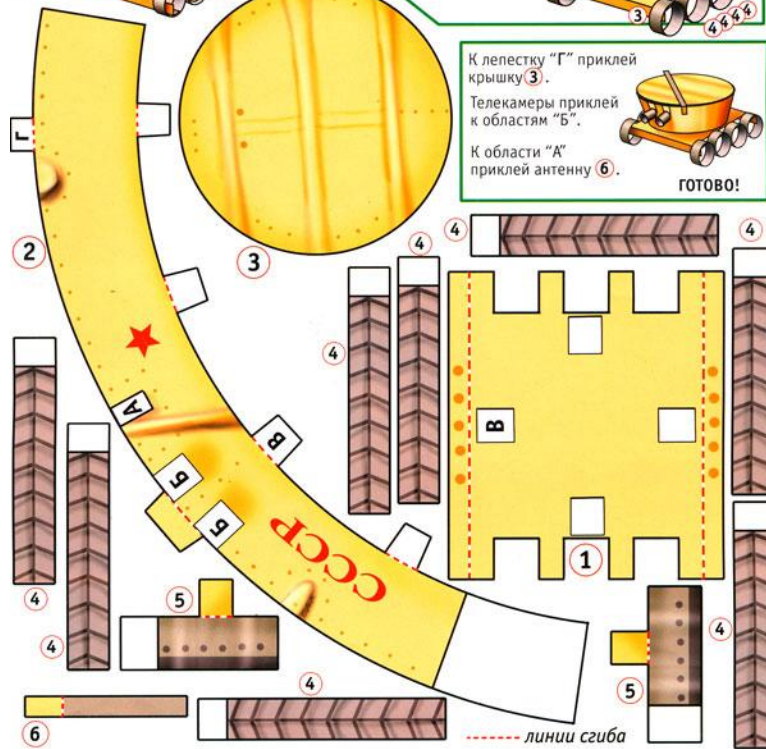 3
4
4
4
4
К лепестку "Г" приклей
крышку 3.
Телекамеры приклей
к областям "Б".
К области "А"
приклей антенну 6.
ГОТОВО!
Г
2
3
4
4
4
4
4
А
В
Б
Б
СССР
В
1
4
4
5
5
4
4
6
линии сгиба